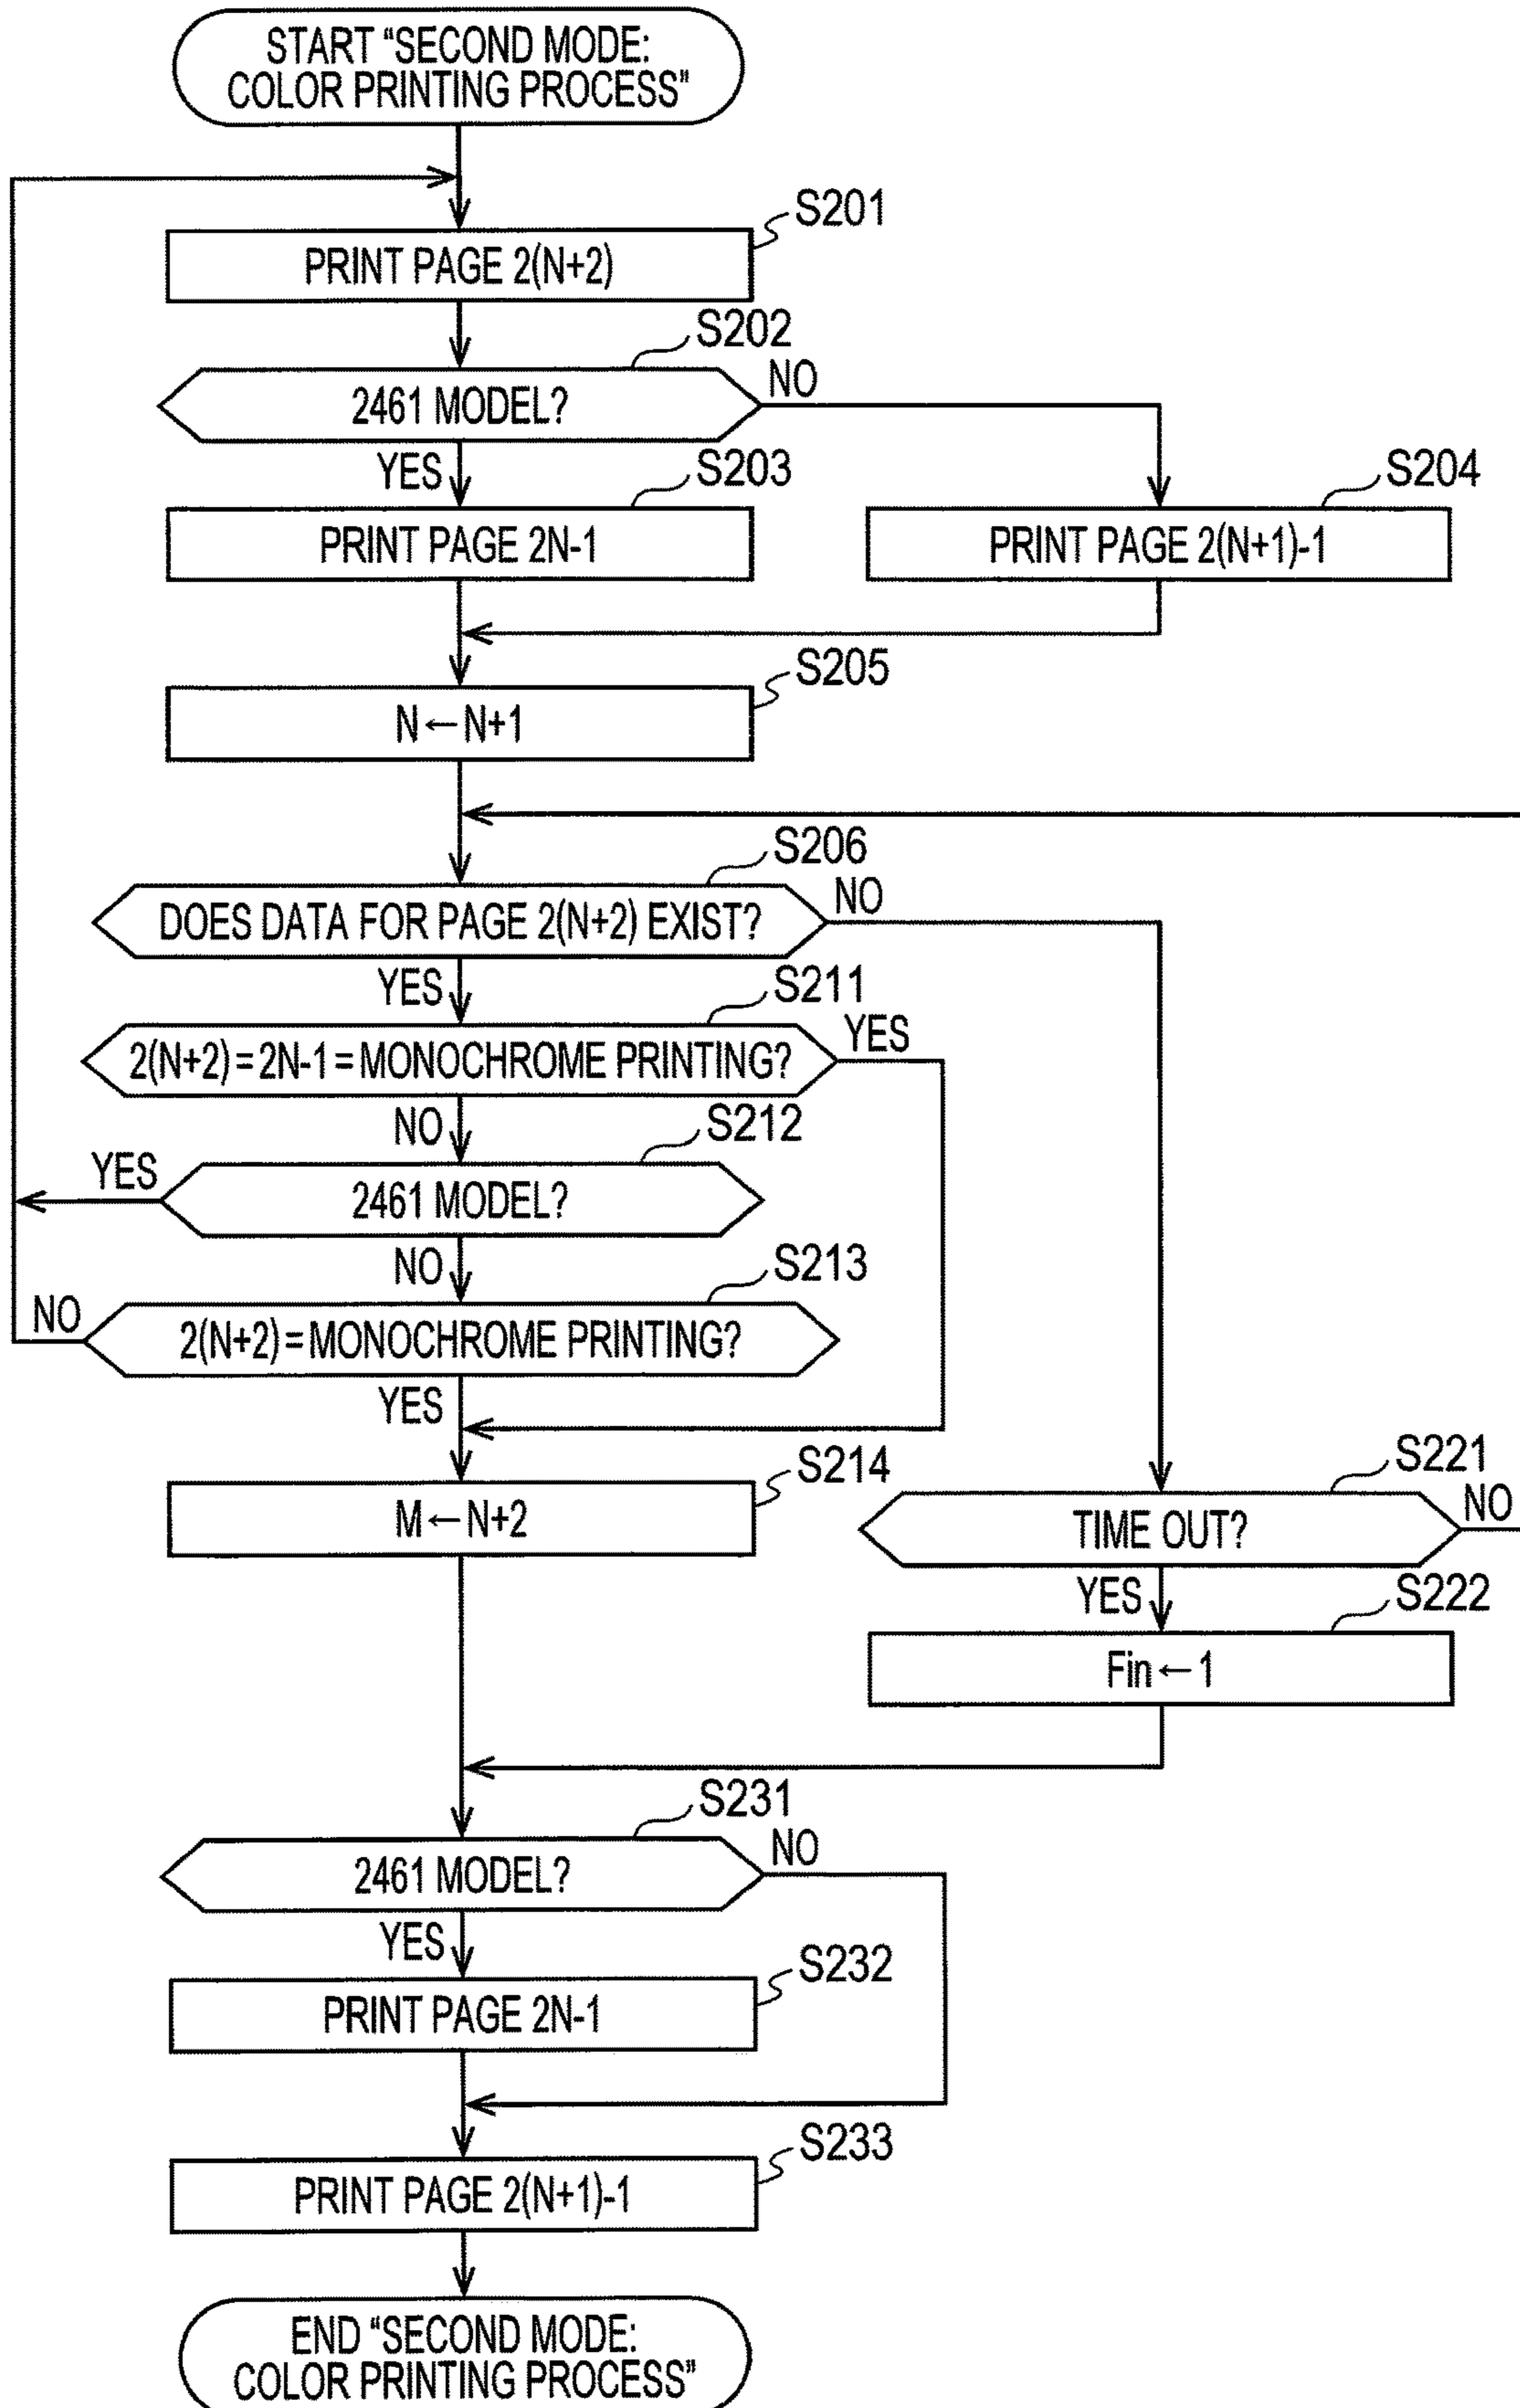 START “SECOND MODE:
COLOR PRINTING PROCESS”
S201
PRINT PAGE 2(N+2)
S202
2461 MODEL?
NO
YES
S203
PRINT PAGE 2N-1
S204
PRINT PAGE 2(N+1)-1
S205
N←N+1
S206
DOES DATA FOR PAGE 2(N+2) EXIST?
NO
YES
S211
2(N+2)=2N-1=MONOCHROME PRINTING?
YES
NO
S212
2461 MODEL?
YES
NO
S213
2(N+2)=MONOCHROME PRINTING?
NO
YES
S214
M←N+2
S221
TIME OUT?
NO
YES
S222
Fin←1
S231
2461 MODEL?
NO
YES
S232
PRINT PAGE 2N-1
S233
PRINT PAGE 2(N+1)-1
END “SECOND MODE:
COLOR PRINTING PROCESS”